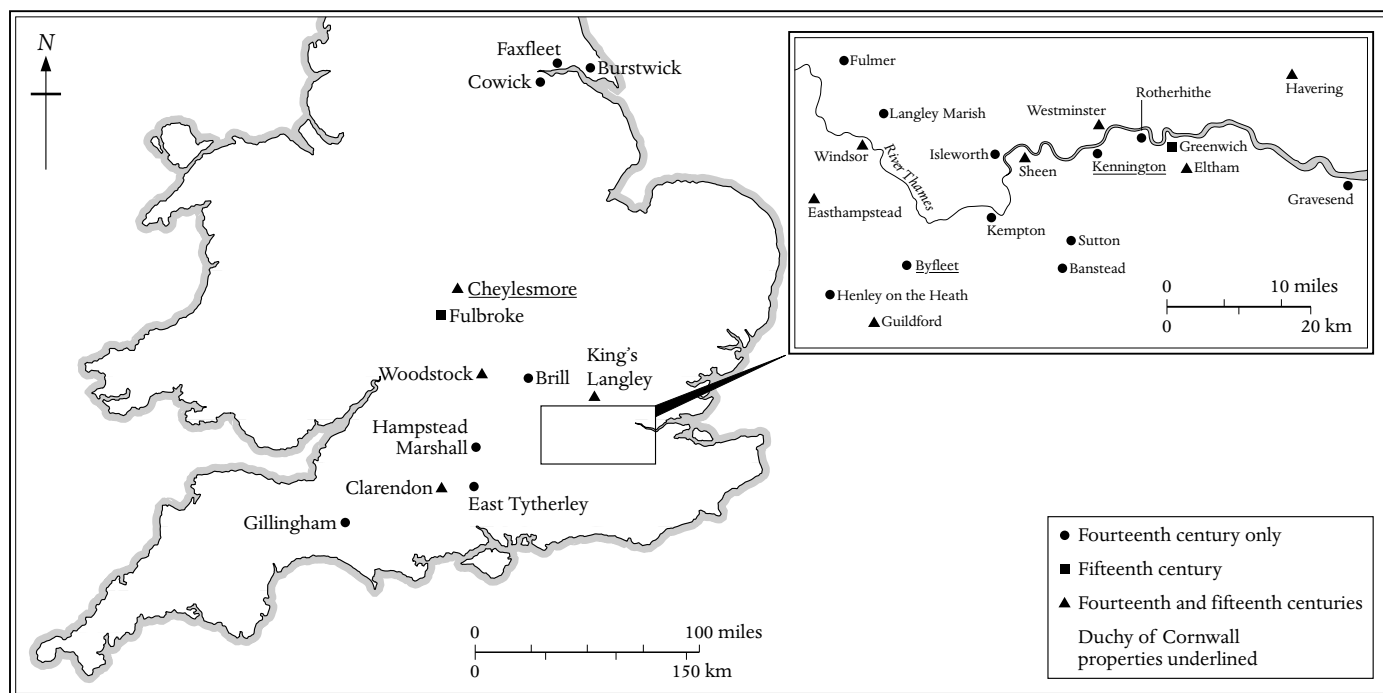 N
Faxfleet
Burstwick
Cowick
Cheylesmore
Fulbroke
Woodstock
Brill
King's
Langley
Hampstead
Marshall
Clarendon
East Tytherley
Gillingham
0 100 miles
0 150 km
Fulmer
Havering
Rotherhithe
Westminster
Langley Marish
Windsor
River Thames
Isleworth
Sheen
Kennington
Greenwich
Eltham
Gravesend
Easthampstead
Kempton
Sutton
Byfleet
Banstead
Henley on the Heath
Guildford
0 10 miles
0 20 km
Fourteenth century only
Fifteenth century
Fourteenth and fifteenth centuries
Duchy of Cornwall
properties underlined